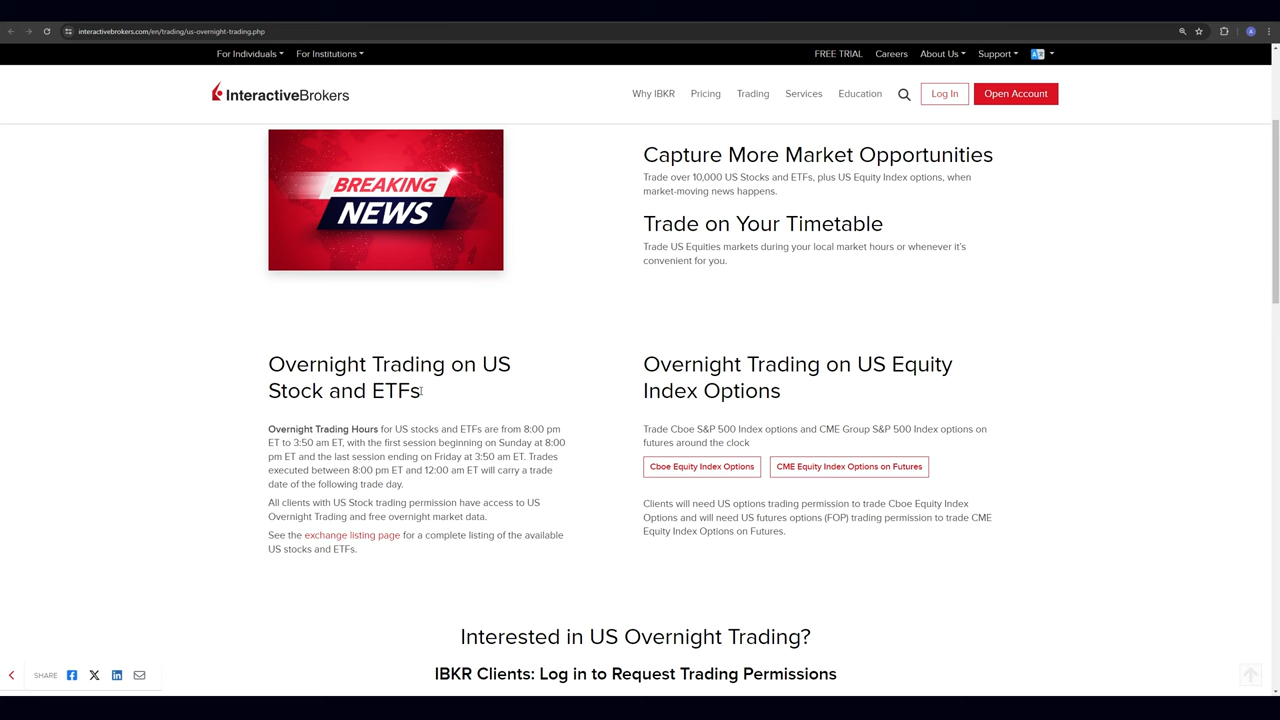 interactivebrokers.com/en/trading/us-overnight-trading.php
For Individuals For Institutions FREE TRIAL Careers About Us Support
InteractiveBrokers Why IBKR Pricing Trading Services Education Log In Open Account
BREAKING
NEWS
Capture More Market Opportunities
Trade over 10,000 US Stocks and ETFs, plus US Equity Index options, when
market-moving news happens.
Trade on Your Timetable
Trade US Equities markets during your local market hours or whenever it's
convenient for you.
Overnight Trading on US
Stock and ETFs
Overnight Trading Hours for US stocks and ETFs are from 8:00 pm
ET to 3:50 am ET, with the first session beginning on Sunday at 8:00
pm ET and the last session ending on Friday at 3:50 am ET. Trades
executed between 8:00 pm ET and 12:00 am ET will carry a trade
date of the following trade day.
All clients with US Stock trading permission have access to US
Overnight Trading and free overnight market data.
See the exchange listing page for a complete listing of the available
US stocks and ETFs.
Overnight Trading on US Equity
Index Options
Trade Cboe S&P 500 Index options and CME Group S&P 500 Index options on
futures around the clock
Cboe Equity Index Options CME Equity Index Options on Futures
Clients will need US options trading permission to trade Cboe Equity Index
Options and will need US futures options (FOP) trading permission to trade CME
Equity Index Options on Futures.
Interested in US Overnight Trading?
IBKR Clients: Log in to Request Trading Permissions
SHARE